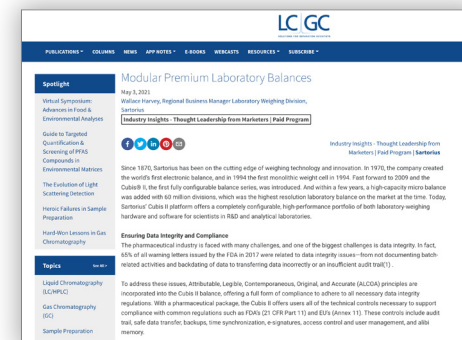 LC GC
SOLUTIONS FOR SEPARATION SCIENTISTS
PUBLICATIONS COLUMNS NEWS APP NOTES E-BOOKS WEBCASTS RESOURCES SUBSCRIBE
Spotlight
Virtual Symposium:
Advances in Food &
Environmental Analyses
Guide to Targeted
Quantification &
Screening of PFAS
Compounds in
Environmental Matrices
The Evolution of Light
Scattering Detection
Heroic Failures in Sample
Preparation
Hard-Won Lessons in Gas
Chromatography
Topics See All >
Liquid Chromatography
(LC/HPLC)
Gas Chromatography
(GC)
Sample Preparation
Modular Premium Laboratory Balances
May 3, 2021
Wallace Harvey, Regional Business Manager Laboratory Weighing Division,
Sartorius
Industry Insights - Thought Leadership from Marketers | Paid Program
Industry Insights - Thought Leadership from
Marketers | Paid Program | Sartorius
Since 1870, Sartorius has been on the cutting edge of weighing technology and innovation. In 1970, the company created
the world's first electronic balance, and in 1994 the first monolithic weight cell in 1994. Fast forward to 2009 and the
Cubis® II, the first fully configurable balance series, was introduced. And within a few years, a high-capacity micro balance
was added with 60 million divisions, which was the highest resolution laboratory balance on the market at the time. Today,
Sartorius' Cubis II platform offers a completely configurable, high-performance portfolio of both laboratory-weighing
hardware and software for scientists in R&D and analytical laboratories.
Ensuring Data Integrity and Compliance
The pharmaceutical industry is faced with many challenges, and one of the biggest challenges is data integrity. In fact,
65% of all warning letters issued by the FDA in 2017 were related to data integrity issues—from not documenting batch-
related activities and backdating of data to transferring data incorrectly or an insufficient audit trail(1) .
To address these issues, Attributable, Legible, Contemporaneous, Original, and Accurate (ALCOA) principles are
incorporated into the Cubis II balance, offering a full form of compliance to adhere to all necessary data integrity
regulations. With a pharmaceutical package, the Cubis II offers users all of the technical controls necessary to support
compliance with common regulations such as FDA's (21 CFR Part 11) and EU's (Annex 11). These controls include audit
trail, safe data transfer, backups, time synchronization, e-signatures, access control and user management, and alibi
memory.